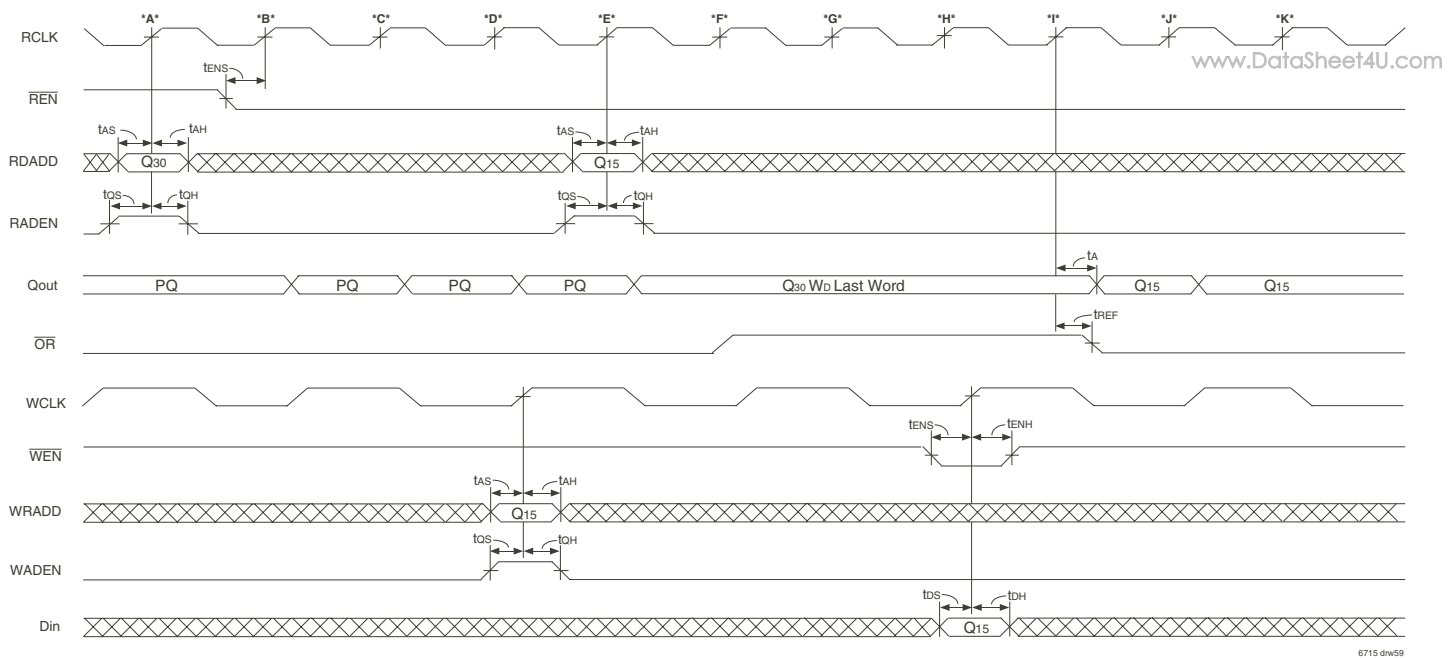 *A* *B* *C* *D* *E* *F* *G* *H* *I* *J* *K*
RCLK
www.DataSheet4U.com
tENS
REN
tAS tAH tAS tAH
RDADD Q30 Q15
tQS tQH tQS tQH
RADEN
tA
Qout PQ PQ PQ PQ Q30 WD Last Word Q15 Q15
tREF
OR
WCLK
tENS tENH
WEN
tAS tAH
WRADD Q15
tQS tQH
WADEN
tDS tDH
Din Q15
6715 drw59